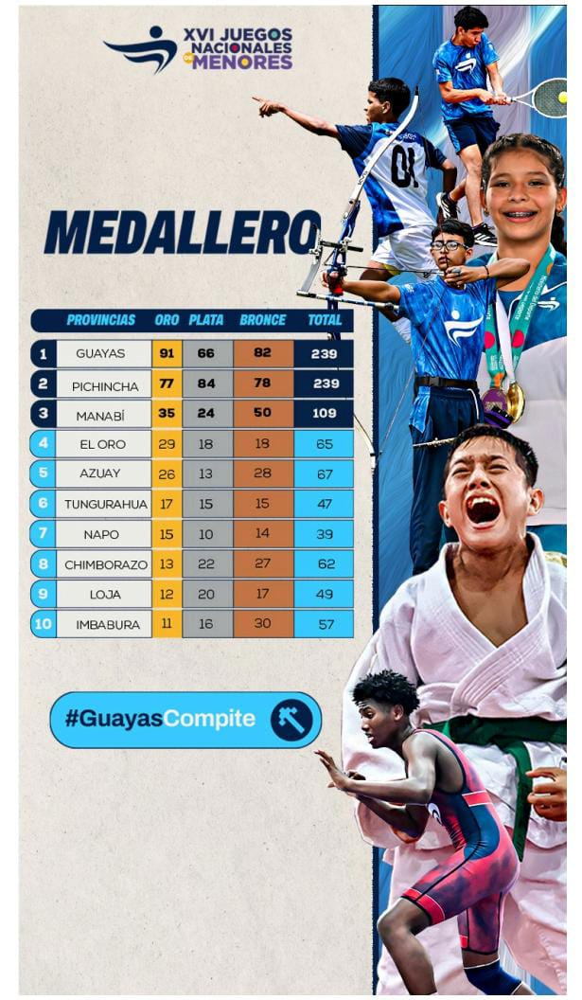 XVI JUEGOS
NACIONALES
DE MENORES
MEDALLERO
PROVINCIAS ORO PLATA BRONCE TOTAL
1 GUAYAS 91 66 82 239
2 PICHINCHA 77 84 78 239
3 MANABÍ 35 24 50 109
4 EL ORO 29 18 18 65
5 AZUAY 26 13 28 67
6 TUNGURAHUA 17 15 15 47
7 NAPO 15 10 14 39
8 CHIMBORAZO 13 22 27 62
9 LOJA 12 20 17 49
10 IMBABURA 11 16 30 57
#GuayasCompite
01